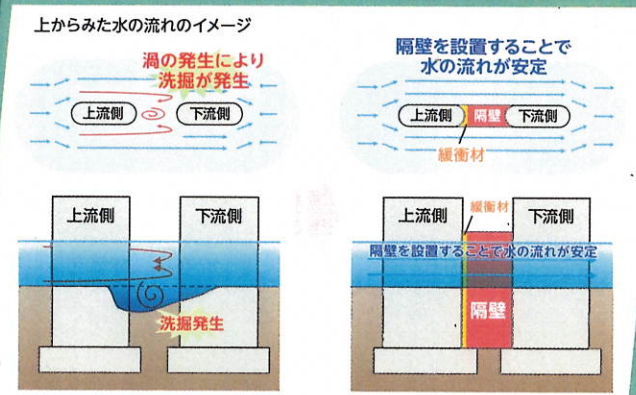 上からみた水の流れのイメージ
渦の発生により
洗掘が発生
上流側
下流側
隔壁を設置することで
水の流れが安定
上流側
隔壁
下流側
緩衝材
上流側
下流側
洗掘発生
上流側
緩衝材
下流側
隔壁を設置することで水の流れが安定
隔壁